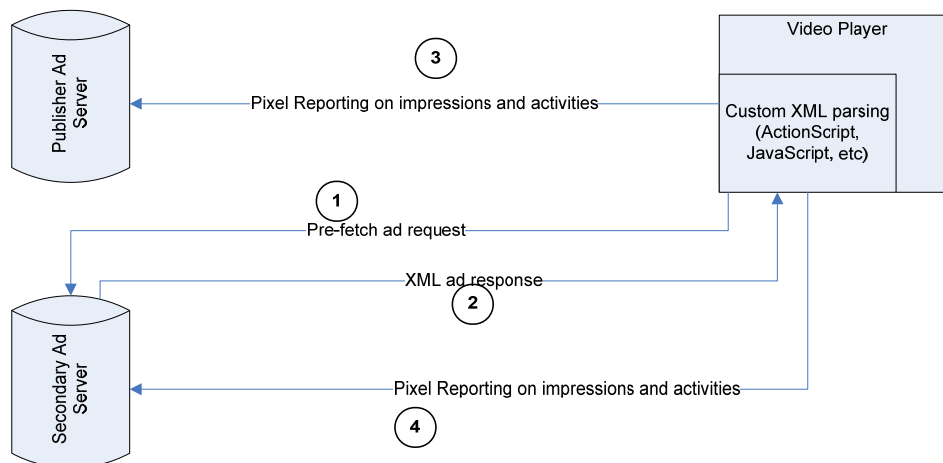 Video Player
3
Publisher Ad
Server
Pixel Reporting on impressions and activities
Custom XML parsing
(ActionScript,
JavaScript, etc)
1
Pre-fetch ad request
XML ad response
2
Secondary Ad
Server
Pixel Reporting on impressions and activities
4